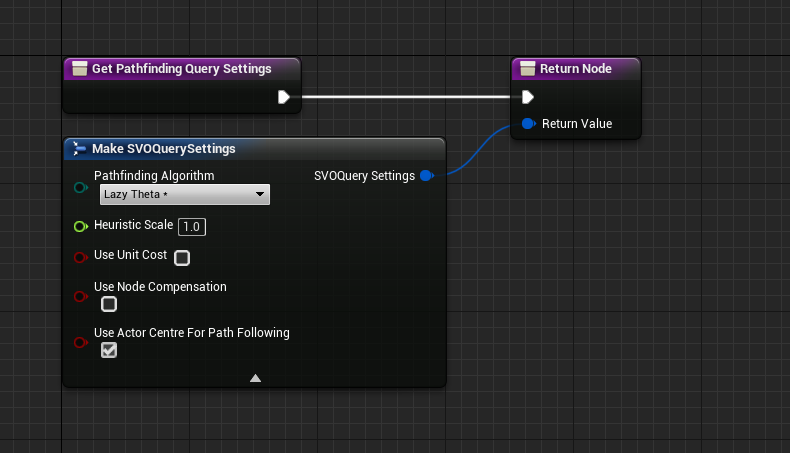 Get Pathfinding Query Settings
Return Node
Return Value
Make SVOQuerySettings
Pathfinding Algorithm
SVOQuery Settings
Lazy Theta *
Heuristic Scale 1.0
Use Unit Cost
Use Node Compensation
Use Actor Centre For Path Following